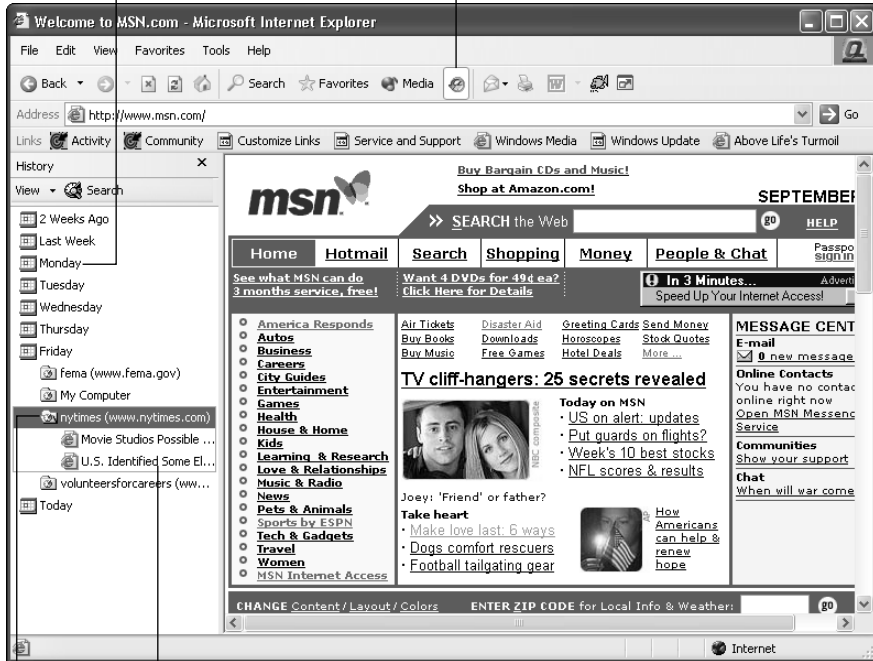 Welcome to MSN.com - Microsoft Internet Explorer
File Edit View Favorites Tools Help
Back Search Favorites Media
Address http://www.msn.com/ Go
Links Activity Community Customize Links Service and Support Windows Media Windows Update Above Life's Turmoil
History
View Search
2 Weeks Ago
Last Week
Monday
Tuesday
Wednesday
Thursday
Friday
fema (www.fema.gov)
My Computer
nytimes (www.nytimes.com)
Movie Studios Possible ...
U.S. Identified Some El...
volunteersforcareers (ww...
Today
msn
Buy Bargain CDs and Music!
Shop at Amazon.com!
SEPTEMBER
>> SEARCH the Web go HELP
Home Hotmail Search Shopping Money People & Chat
Passpo
sign in
See what MSN can do
3 months service, free!
Want 4 DVDs for 49¢ ea?
Click Here for Details
In 3 Minutes... Adverti
Speed Up Your Internet Access!
America Responds
Autos
Business
Careers
City Guides
Entertainment
Games
Health
House & Home
Kids
Learning & Research
Love & Relationships
Music & Radio
News
Pets & Animals
Sports by ESPN
Tech & Gadgets
Travel
Women
MSN Internet Access
Air Tickets Disaster Aid Greeting Cards Send Money
Buy Books Downloads Horoscopes Stock Quotes
Buy Music Free Games Hotel Deals More ...
TV cliff-hangers: 25 secrets revealed
NBC composite
Joey: 'Friend' or father?
Today on MSN
· US on alert: updates
· Put guards on flights?
· Week's 10 best stocks
· NFL scores & results
Take heart
· Make love last: 6 ways
· Dogs comfort rescuers
· Football tailgating gear
AP
How
Americans
can help &
renew
hope
MESSAGE CENT
E-mail
0 new message
Online Contacts
You have no contac
online right now
Open MSN Messenc
Service
Communities
Show your support
Chat
When will war come
CHANGE Content / Layout / Colors ENTER ZIP CODE for Local Info & Weather: go
Internet